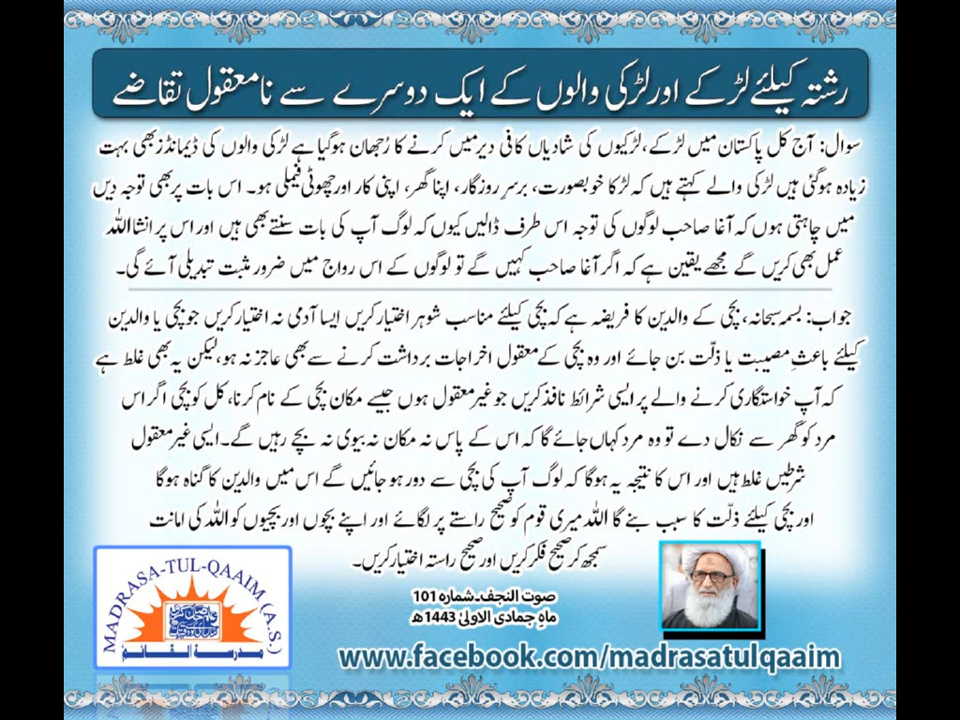 رشتہ کیلئے لڑکے اور لڑکی والوں کے ایک دوسرے سے نامعقول تقاضے
سوال: آج کل پاکستان میں لڑکے، لڑکیوں کی شادیاں کافی دیر میں کرنے کا رُجحان ہوگیا ہے لڑکی والوں کی ڈیمانڈز بھی بہت
زیادہ ہوگئی ہیں لڑکی والے کہتے ہیں کہ لڑکا خوبصورت، برسرِ روزگار، اپنا گھر، اپنی کار اور چھوٹی فیملی ہو۔ اس بات پر بھی توجہ دیں
میں چاہتی ہوں کہ آغا صاحب لوگوں کی توجہ اس طرف ڈالیں کیوں کہ لوگ آپ کی بات سنتے بھی ہیں اور اس پر انشااللہ
عمل بھی کریں گے مجھے یقین ہے کہ اگر آغا صاحب کہیں گے تو لوگوں کے اس رواج میں ضرور مثبت تبدیلی آئے گی۔
جواب: بسمہ سبحانہ، بچی کے والدین کا فریضہ ہے کہ بچی کیلئے مناسب شوہر اختیار کریں ایسا آدمی نہ اختیار کریں جو بچی یا والدین
کیلئے باعثِ مصیبت یا ذلّت بن جائے اور وہ بچی کے معقول اخراجات برداشت کرنے سے بھی عاجز نہ ہو، لیکن یہ بھی غلط ہے
کہ آپ خواستگاری کرنے والے پر ایسی شرائط نافذ کریں جو غیر معقول ہوں جیسے مکان بچی کے نام کرنا، کل کو بچی اگر اس
مرد کو گھر سے نکال دے تو وہ مرد کہاں جائے گا کہ اس کے پاس نہ مکان نہ بیوی نہ بچے رہیں گے۔ ایسی غیر معقول
شرطیں غلط ہیں اور اس کا نتیجہ یہ ہوگا کہ لوگ آپ کی بچی سے دور ہو جائیں گے اس میں والدین کا گناہ ہوگا
اور بچی کیلئے ذلّت کا سبب بنے گا اللہ میری قوم کو صحیح راستے پر لگائے اور اپنے بچوں اور بچیوں کو اللہ کی امانت
سمجھ کر صحیح فکر کریں اور صحیح راستہ اختیار کریں۔
صوت النجف۔شمارہ 101
ماہِ جمادی الاولیٰ 1443ھ
MADRASA-TUL-QAAIM (A.S.)
مدرسۃ القائم
www.facebook.com/madrasatulqaaim